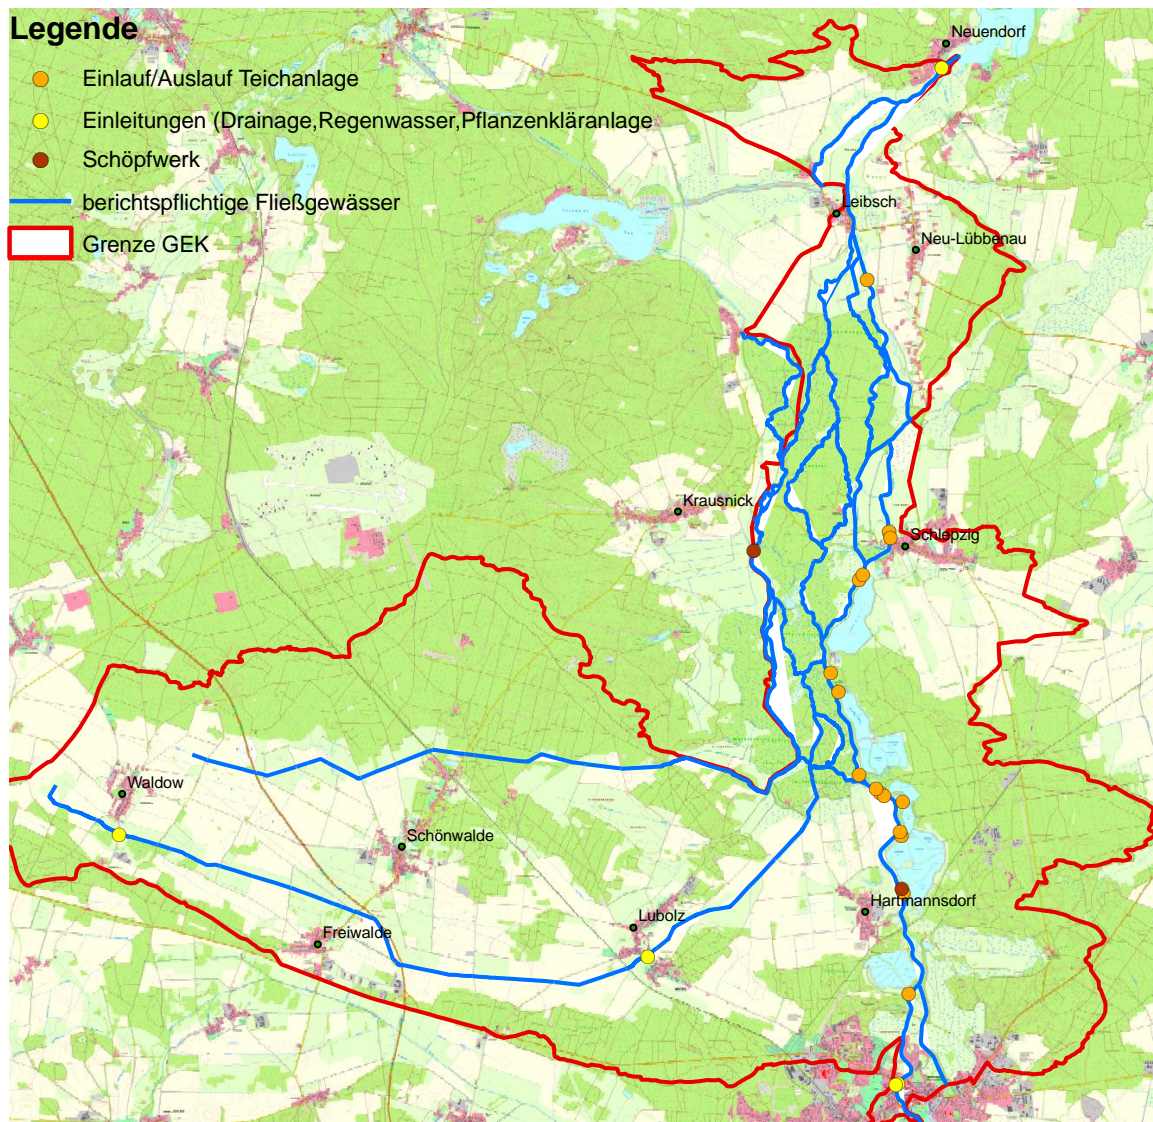 Legende
Einlauf/Auslauf Teichanlage
Einleitungen (Drainage,Regenwasser,Pflanzenkläranlage
Schöpfwerk
berichtspflichtige Fließgewässer
Grenze GEK
Neuendorf
Leibsch
Neu-Lübbenau
Krausnick
Schlepzig
Waldow
Schönwalde
Hartmannsdorf
Lubolz
Freiwalde